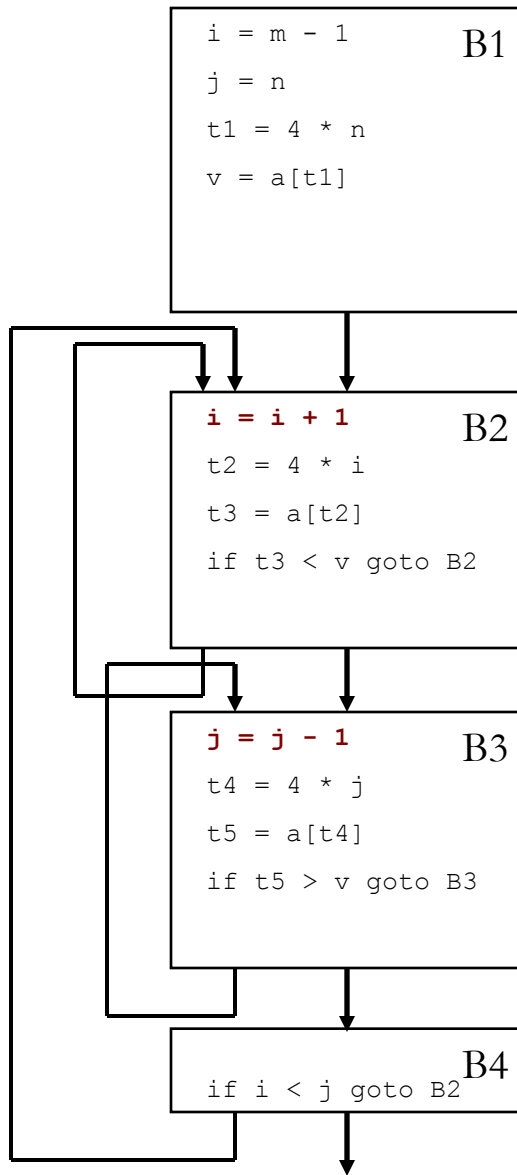 i = m - 1 B1
j = n
t1 = 4 * n
v = a[t1]
i = i + 1 B2
t2 = 4 * i
t3 = a[t2]
if t3 < v goto B2
j = j - 1 B3
t4 = 4 * j
t5 = a[t4]
if t5 > v goto B3
B4
if i < j goto B2